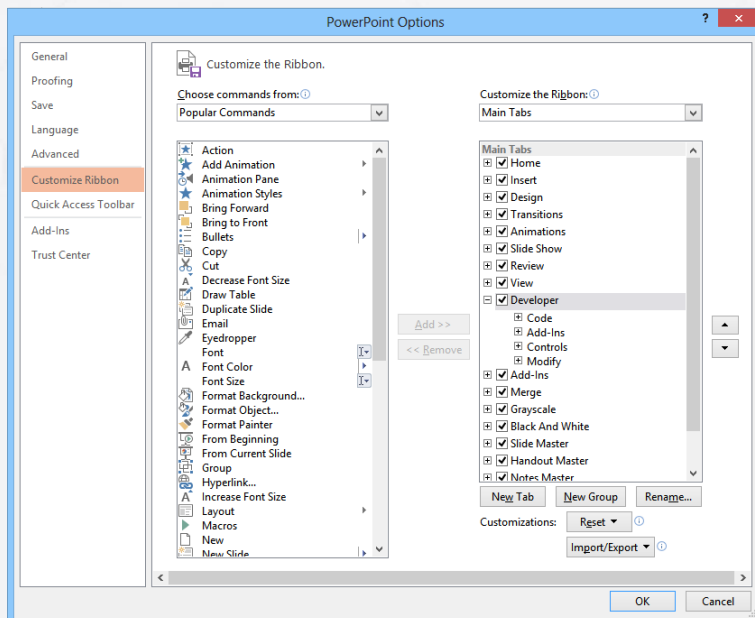 PowerPoint Options
?
General
Proofing
Save
Language
Advanced
Customize Ribbon
Quick Access Toolbar
Add-Ins
Trust Center
Customize the Ribbon.
Choose commands from:
Popular Commands
Action
Add Animation
Animation Pane
Animation Styles
Bring Forward
Bring to Front
Bullets
Copy
Cut
Decrease Font Size
Draw Table
Duplicate Slide
Email
Eyedropper
Font
Font Color
Font Size
Format Background...
Format Object...
Format Painter
From Beginning
From Current Slide
Group
Hyperlink...
Increase Font Size
Layout
Macros
New
New Slide
Add >>
<< Remove
Customize the Ribbon:
Main Tabs
Main Tabs
Home
Insert
Design
Transitions
Animations
Slide Show
Review
View
Developer
Code
Add-Ins
Controls
Modify
Add-Ins
Merge
Grayscale
Black And White
Slide Master
Handout Master
Notes Master
New Tab
New Group
Rename...
Customizations:
Reset
Import/Export
OK
Cancel